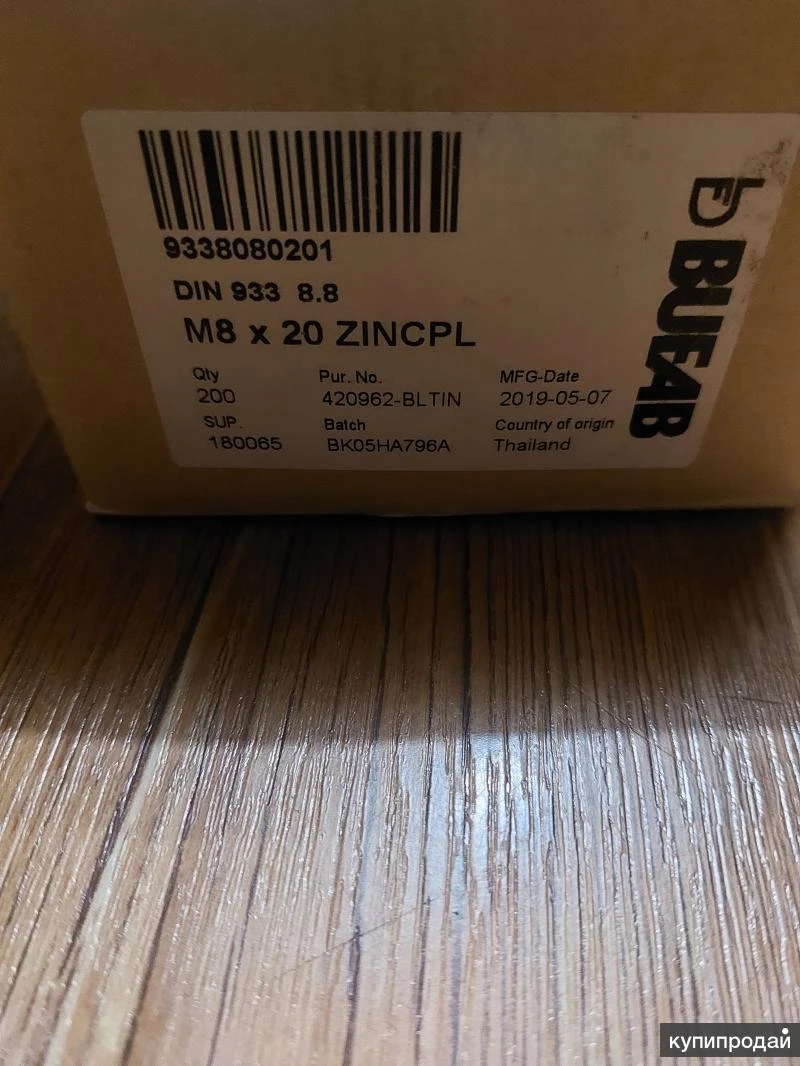 9338080201
DIN 933 8.8
M8 x 20 ZINCPL
Qty Pur. No. MFG-Date
200 420962-BLTIN 2019-05-07
SUP. Batch Country of origin
180065 BK05HA796A Thailand
BUFAB
купипродай